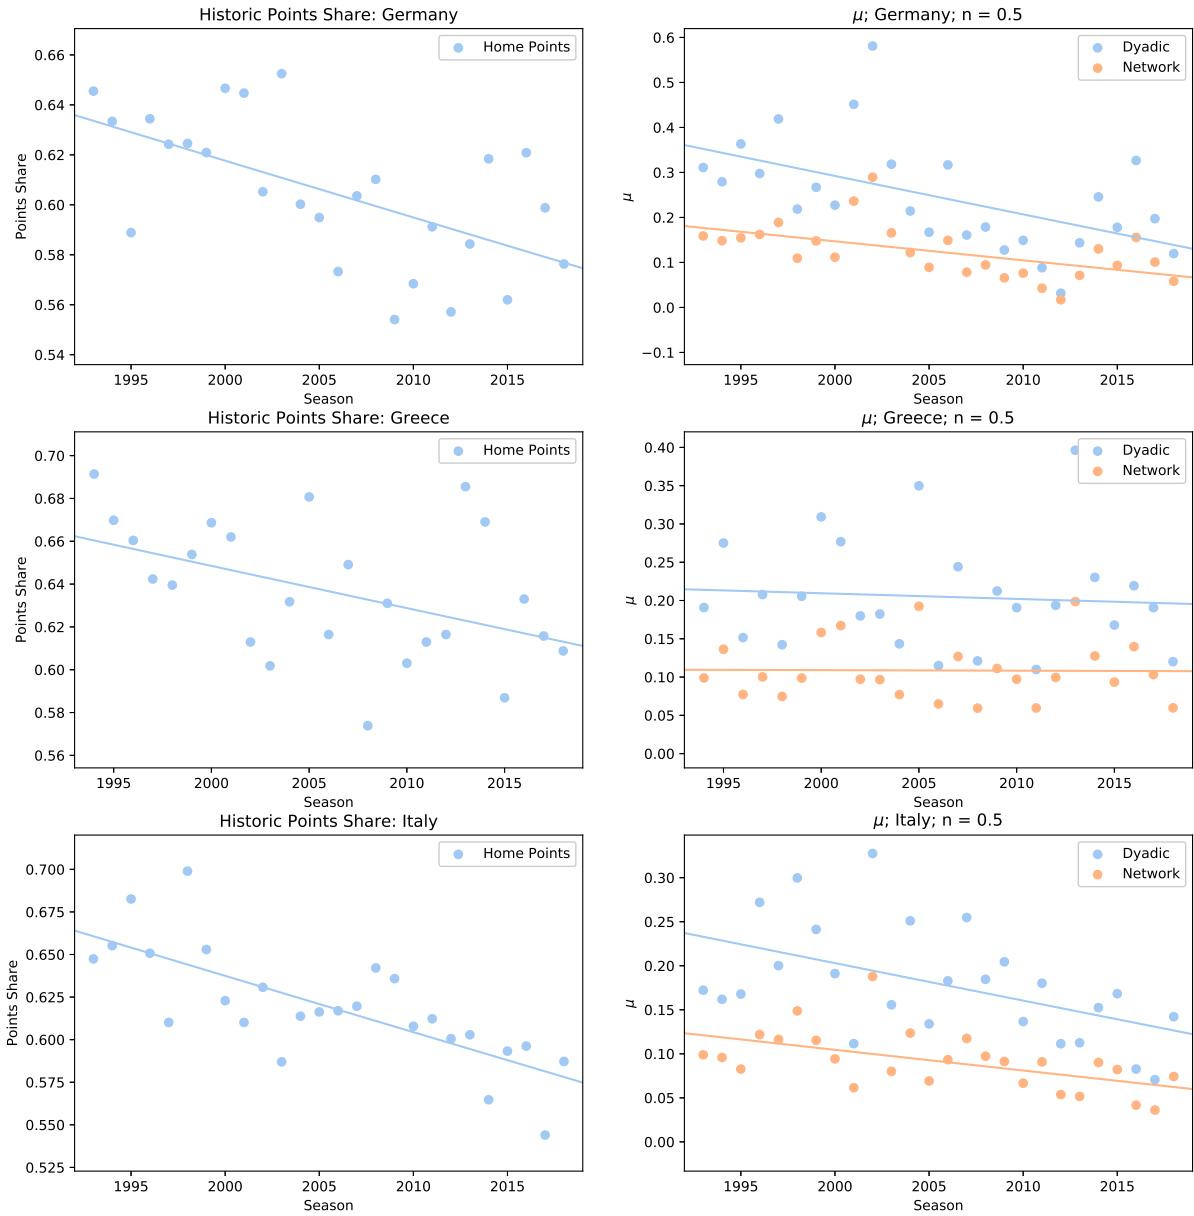 Historic Points Share: Germany
Points Share
0.66
0.64
0.62
0.60
0.58
0.56
0.54
Home Points
1995 2000 2005 2010 2015
Season
μ; Germany; n = 0.5
μ
0.6
0.5
0.4
0.3
0.2
0.1
0.0
−0.1
Dyadic
Network
1995 2000 2005 2010 2015
Season
Historic Points Share: Greece
Points Share
0.70
0.68
0.66
0.64
0.62
0.60
0.58
0.56
Home Points
1995 2000 2005 2010 2015
Season
μ; Greece; n = 0.5
μ
0.40
0.35
0.30
0.25
0.20
0.15
0.10
0.05
0.00
Dyadic
Network
1995 2000 2005 2010 2015
Season
Historic Points Share: Italy
Points Share
0.700
0.675
0.650
0.625
0.600
0.575
0.550
0.525
Home Points
1995 2000 2005 2010 2015
Season
μ; Italy; n = 0.5
μ
0.30
0.25
0.20
0.15
0.10
0.05
0.00
Dyadic
Network
1995 2000 2005 2010 2015
Season